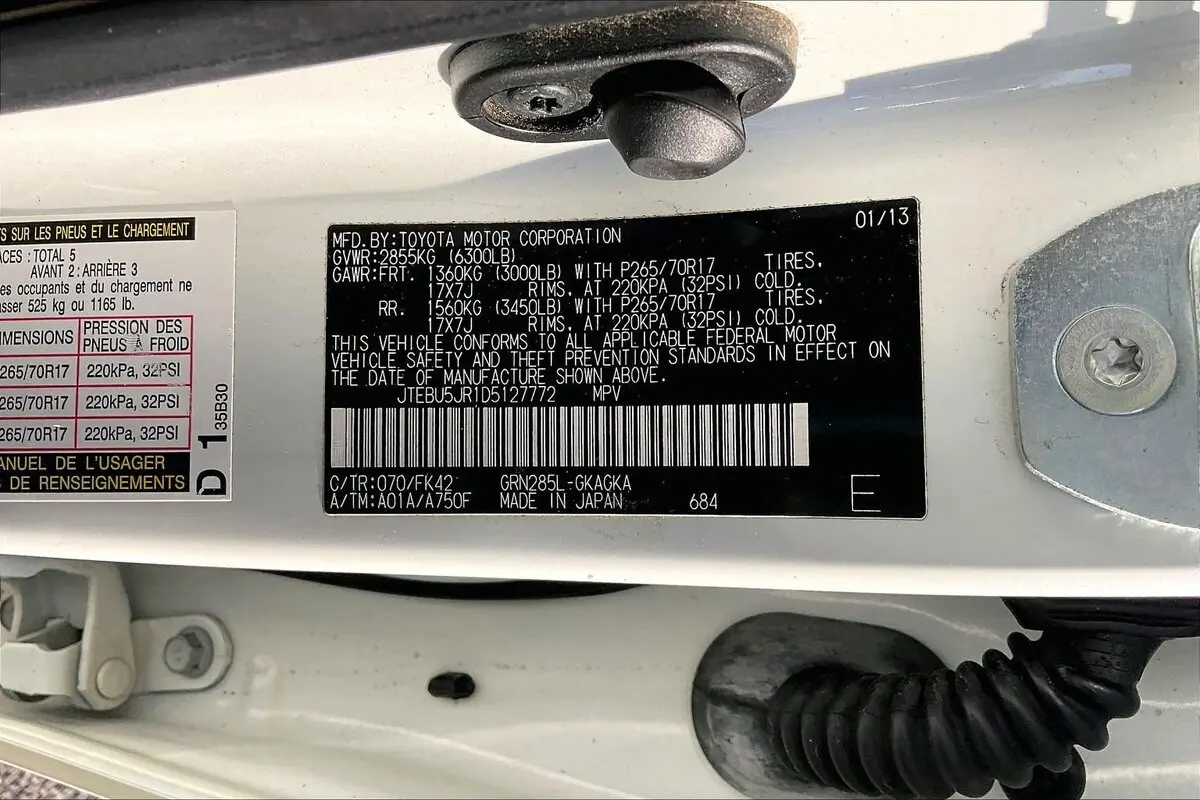 TS SUR LES PNEUS ET LE CHARGEMENT
ACES : TOTAL 5
AVANT 2 : ARRIÈRE 3
es occupants et du chargement ne
asser 525 kg ou 1165 lb.
IMENSIONS PRESSION DES PNEUS À FROID
265/70R17 220kPa, 32PSI
265/70R17 220kPa, 32PSI
265/70R17 220kPa, 32PSI
ANUEL DE L'USAGER
DE RENSEIGNEMENTS
D 1 35B30
01/13
MFD. BY: TOYOTA MOTOR CORPORATION
GVWR: 2855KG (6300LB)
GAWR: FRT. 1360KG (3000LB) WITH P265/70R17 TIRES,
17X7J RIMS, AT 220KPA (32PSI) COLD.
RR. 1560KG (3450LB) WITH P265/70R17 TIRES,
17X7J RIMS, AT 220KPA (32PSI) COLD.
THIS VEHICLE CONFORMS TO ALL APPLICABLE FEDERAL MOTOR
VEHICLE SAFETY AND THEFT PREVENTION STANDARDS IN EFFECT ON
THE DATE OF MANUFACTURE SHOWN ABOVE.
JTEBU5JR1D5127772 MPV
C/TR: 070/FK42 GRN285L-GKAGKA
A/TM: A01A/A750F MADE IN JAPAN 684 E